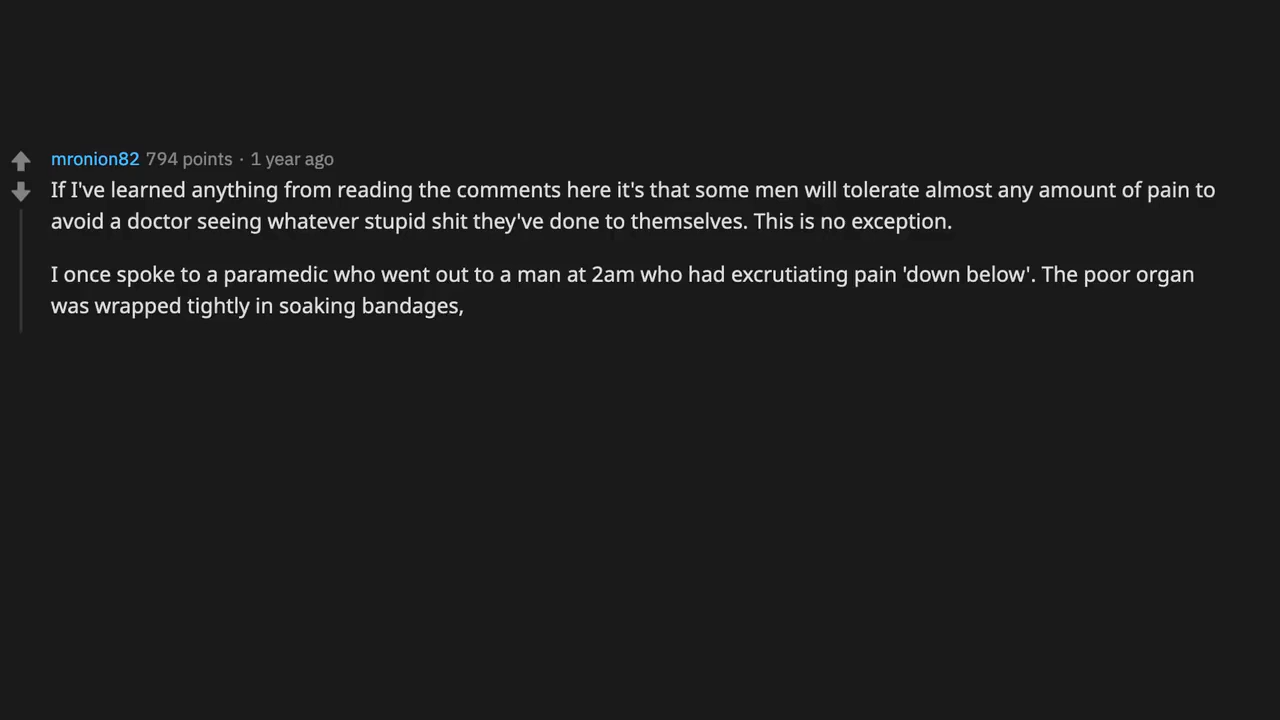 mronion82 794 points · 1 year ago
If I've learned anything from reading the comments here it's that some men will tolerate almost any amount of pain to
avoid a doctor seeing whatever stupid shit they've done to themselves. This is no exception.
I once spoke to a paramedic who went out to a man at 2am who had excrutiating pain 'down below'. The poor organ
was wrapped tightly in soaking bandages,